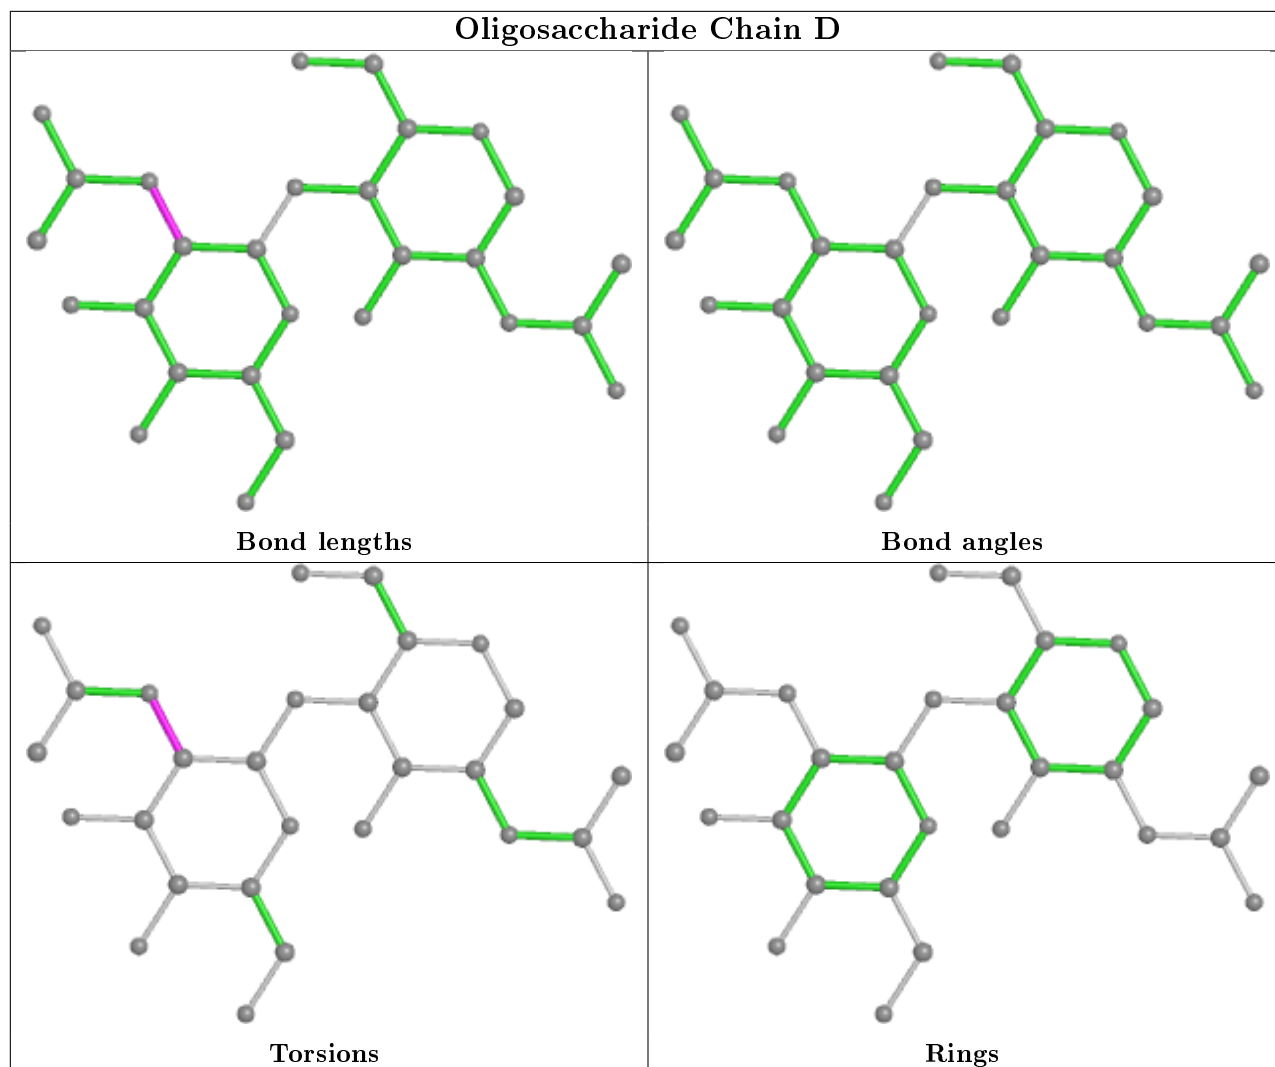 Oligosaccharide Chain D
Bond lengths
Bond angles
Torsions
Rings